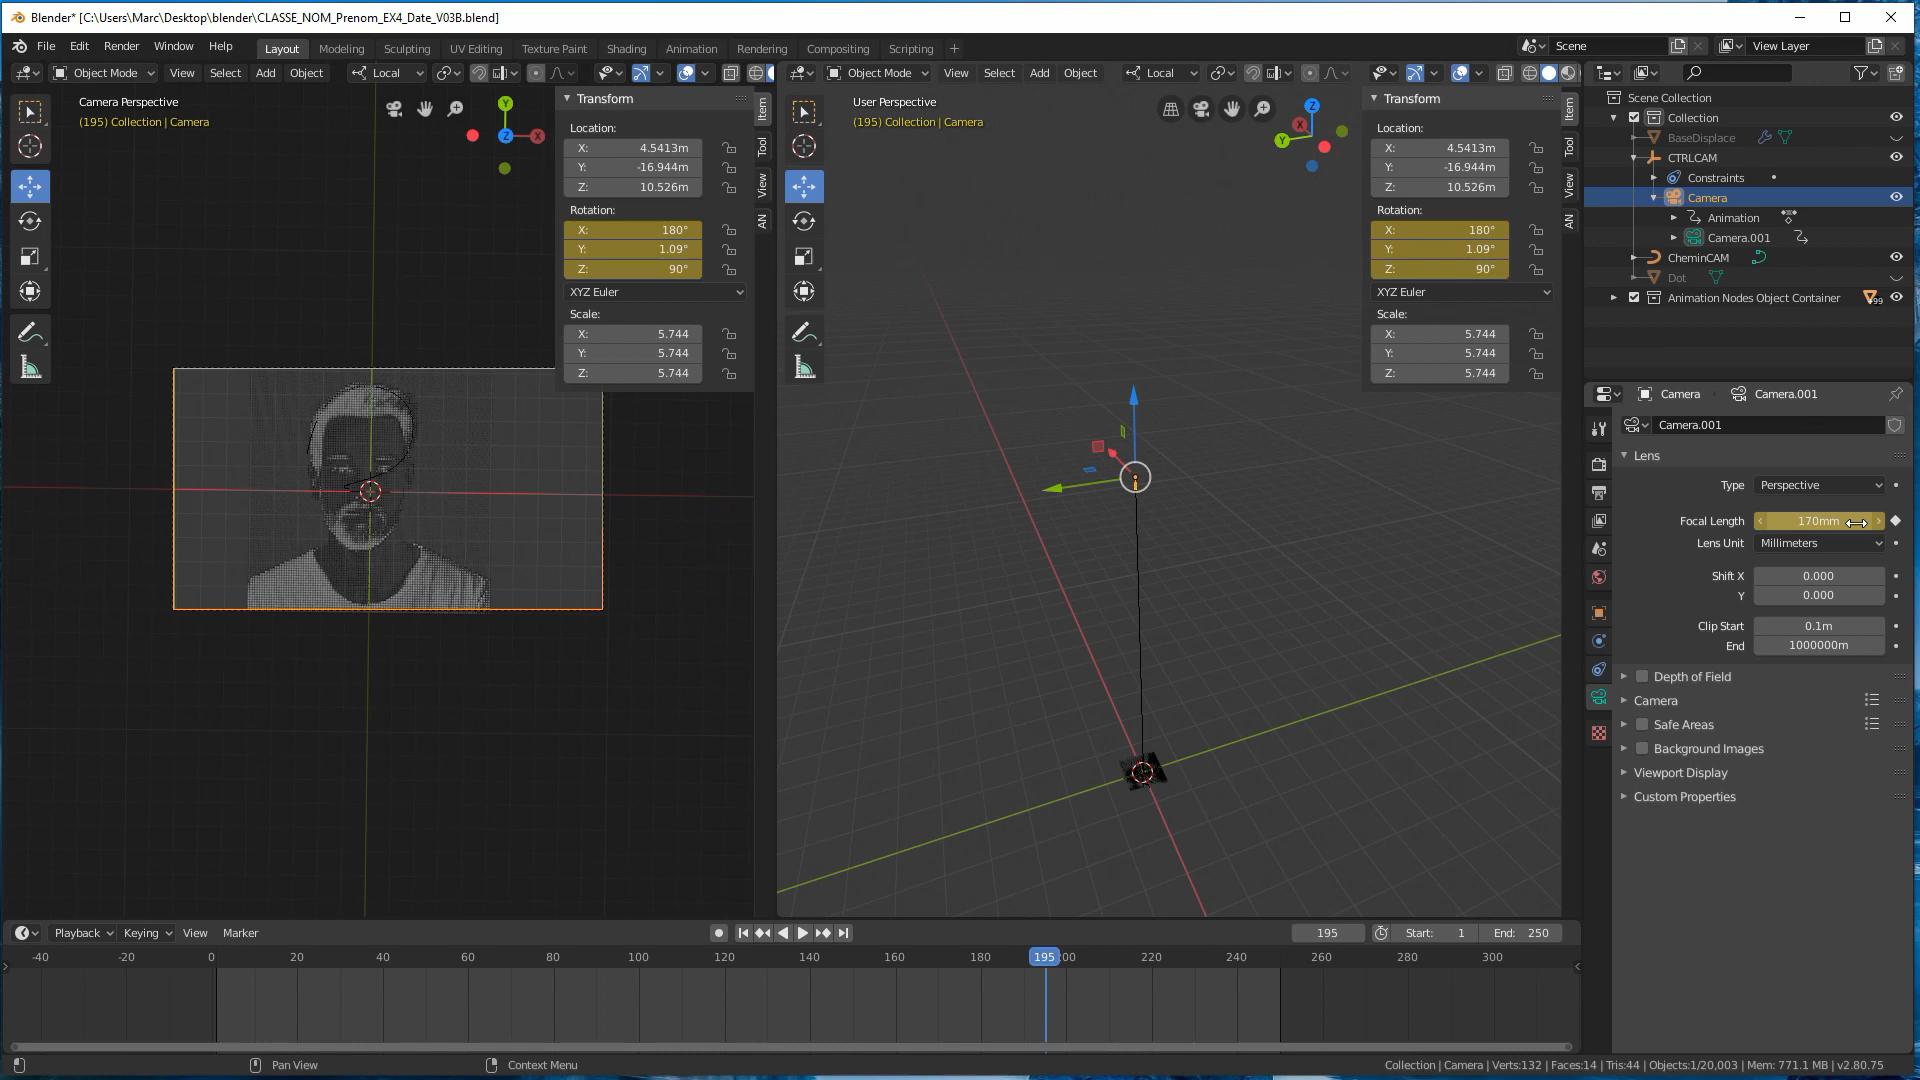 Blender* [C:\Users\Marc\Desktop\blender\CLASSE_NOM_Prenom_EX4_Date_V03B.blend]
File Edit Render Window Help Layout Modeling Sculpting UV Editing Texture Paint Shading Animation Rendering Compositing Scripting + Scene View Layer
Object Mode View Select Add Object Local
Object Mode View Select Add Object Local
Camera Perspective
(195) Collection | Camera
Y
Z
X
Transform
Location:
X: 4.5413m
Y: -16.944m
Z: 10.526m
Rotation:
X: 180°
Y: 1.09°
Z: 90°
XYZ Euler
Scale:
X: 5.744
Y: 5.744
Z: 5.744
Item
Tool
View
AN
User Perspective
(195) Collection | Camera
Z
X
Y
Transform
Location:
X: 4.5413m
Y: -16.944m
Z: 10.526m
Rotation:
X: 180°
Y: 1.09°
Z: 90°
XYZ Euler
Scale:
X: 5.744
Y: 5.744
Z: 5.744
Item
Tool
View
AN
Scene Collection
Collection
BaseDisplace
CTRLCAM
Constraints
Camera
Animation
Camera.001
CheminCAM
Dot
Animation Nodes Object Container
Camera Camera.001
Camera.001
Lens
Type Perspective
Focal Length 170mm
Lens Unit Millimeters
Shift X 0.000
Y 0.000
Clip Start 0.1m
End 1000000m
Depth of Field
Camera
Safe Areas
Background Images
Viewport Display
Custom Properties
Playback Keying View Marker 195 Start: 1 End: 250
-40 -20 0 20 40 60 80 100 120 140 160 180 195 220 240 260 280 300
Pan View Context Menu Collection | Camera | Verts:132 | Faces:14 | Tris:44 | Objects:1/20,003 | Mem: 771.1 MB | v2.80.75